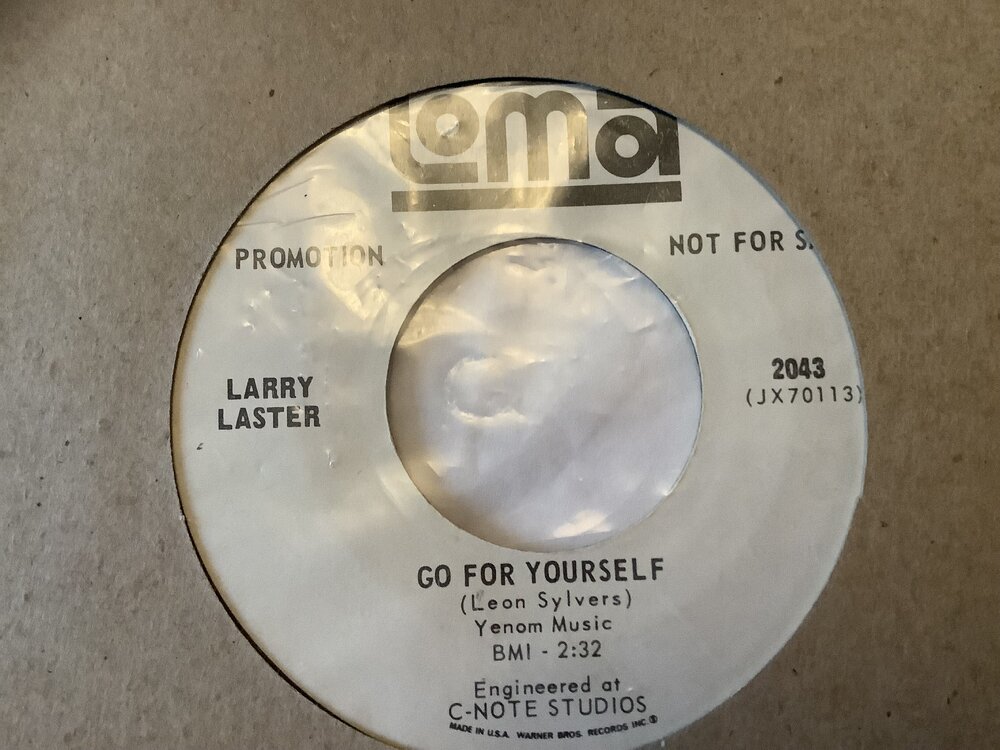 Loma
PROMOTION
NOT FOR S
LARRY
LASTER
2043
(JX70113)
GO FOR YOURSELF
(Leon Sylvers)
Yenom Music
BMI - 2:32
Engineered at
C-NOTE STUDIOS
MADE IN U.S.A. WARNER BROS. RECORDS INC.